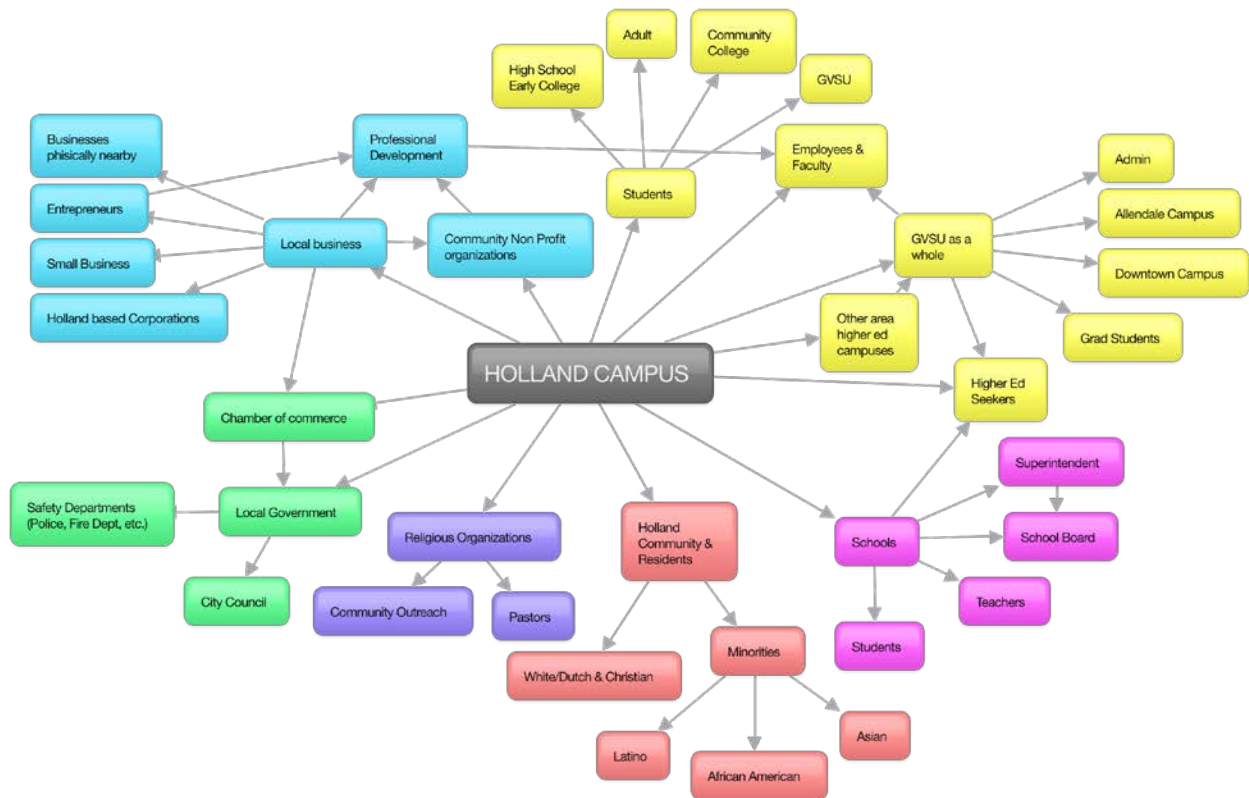 Adult
Community
College
High School
Early College
GVSU
Businesses
phisically nearby
Professional
Development
Employees &
Faculty
Admin
Students
Entrepreneurs
Allendale Campus
Local business
Community Non Profit
organizations
GVSU as a
whole
Small Business
Downtown Campus
Holland based Corporations
Other area
higher ed
campuses
Grad Students
HOLLAND CAMPUS
Higher Ed
Seekers
Chamber of commerce
Superintendent
Safety Departments
(Police, Fire Dept, etc.)
Local Government
Religious Organizations
Holland
Community &
Residents
Schools
School Board
City Council
Community Outreach
Pastors
Teachers
Students
Minorities
White/Dutch & Christian
Latino
African American
Asian